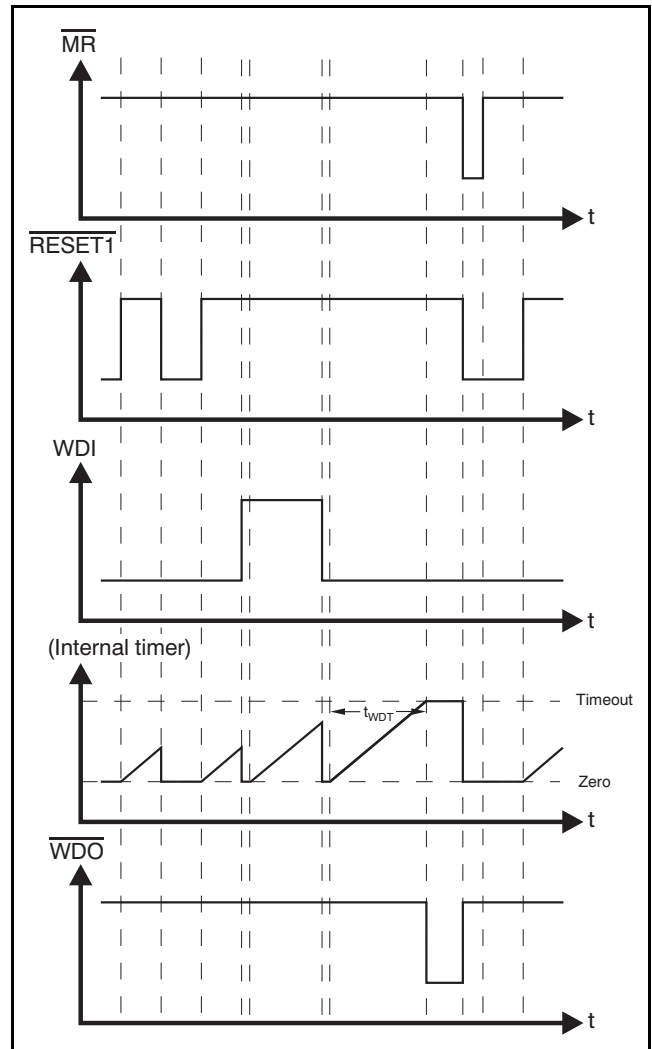 MR
t
RESET1
t
WDI
t
(Internal timer)
Timeout
tWDT
Zero
t
WDO
t